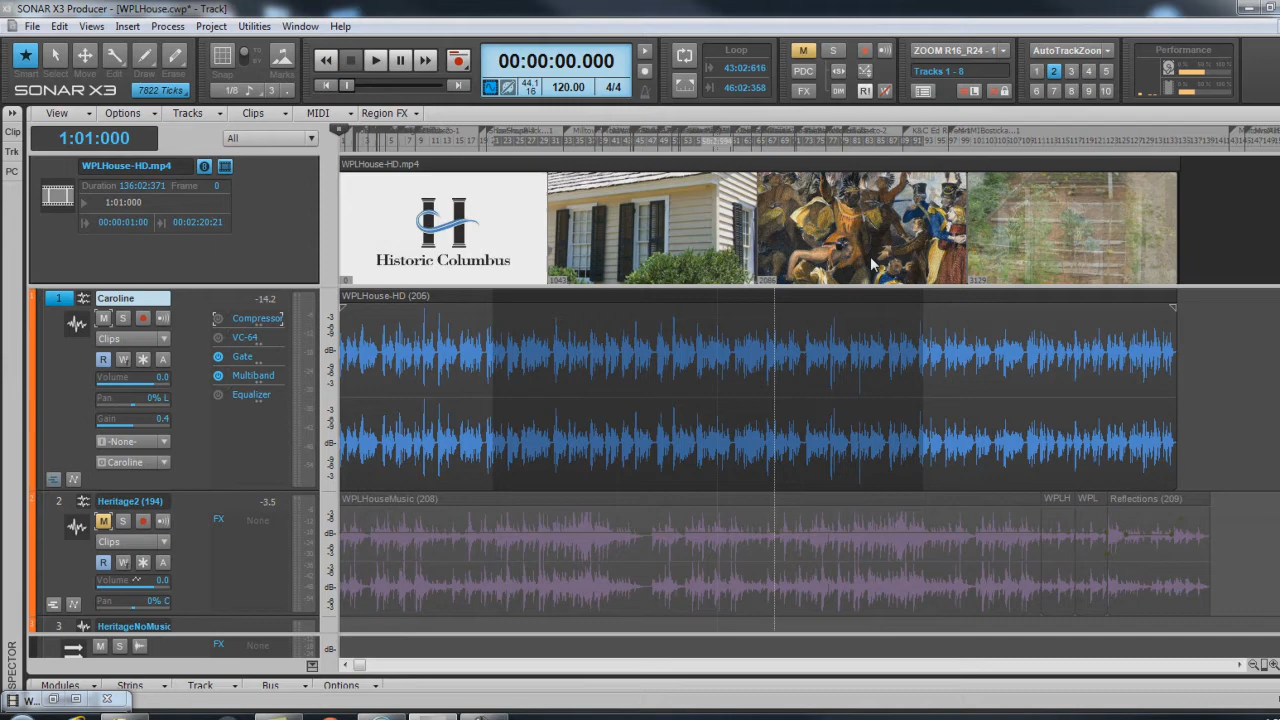 SONAR X3 Producer - [WPLHouse.cwp* - Track]
File Edit Views Insert Process Project Utilities Window Help
Smart Select Move Edit Draw Erase Snap Marks
SONAR X3 7822 Ticks 1/8 3
00:00:00.000
44.1 16 120.00 4/4
Loop
43:02:616
46:02:358
M S PDC FX DIM R!
ZOOM R16_R24 - 1
Tracks 1 - 8
AutoTrackZoom
1 2 3 4 5
6 7 8 9 10
Performance
View Options Tracks Clips MIDI Region FX
Clip
Trk
PC
1:01:000 All
WPLHouse-HD.mp4
Duration 136:02:371 Frame 0
1:01:000
00:00:01:00 00:02:20:21
WPLHouse-HD.mp4
H
Historic Columbus
0 1043 2086 3129
1 Caroline -14.2
M S
Clips
R W A
Volume 0.0
Pan 0% L
Gain 0.4
-None-
Caroline
Compressor
VC-64
Gate
Multiband
Equalizer
WPLHouse-HD (205)
2 Heritage2 (194) -3.5
M S FX None
Clips
R W A
Volume 0.0
Pan 0% C
WPLHouseMusic (208) WPLH WPL Reflections (209)
3 HeritageNoMusic
M S FX None
INSPECTOR
Modules Strips Track Bus Options
W...